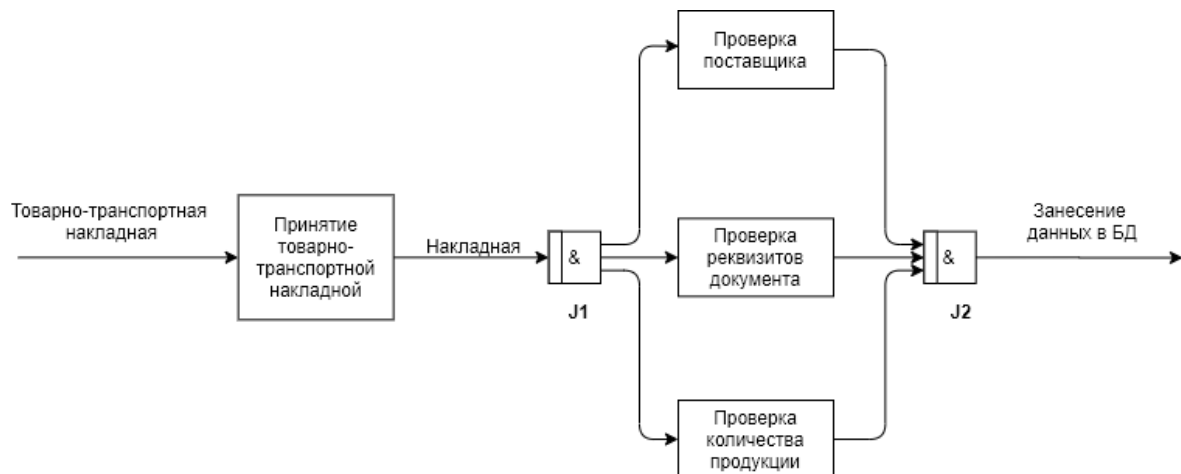 Проверка
поставщика
Товарно-транспортная
накладная
Принятие
товарно-
транспортной
накладной
Накладная
&
J1
Проверка
реквизитов
документа
&
J2
Занесение
данных в БД
Проверка
количества
продукции